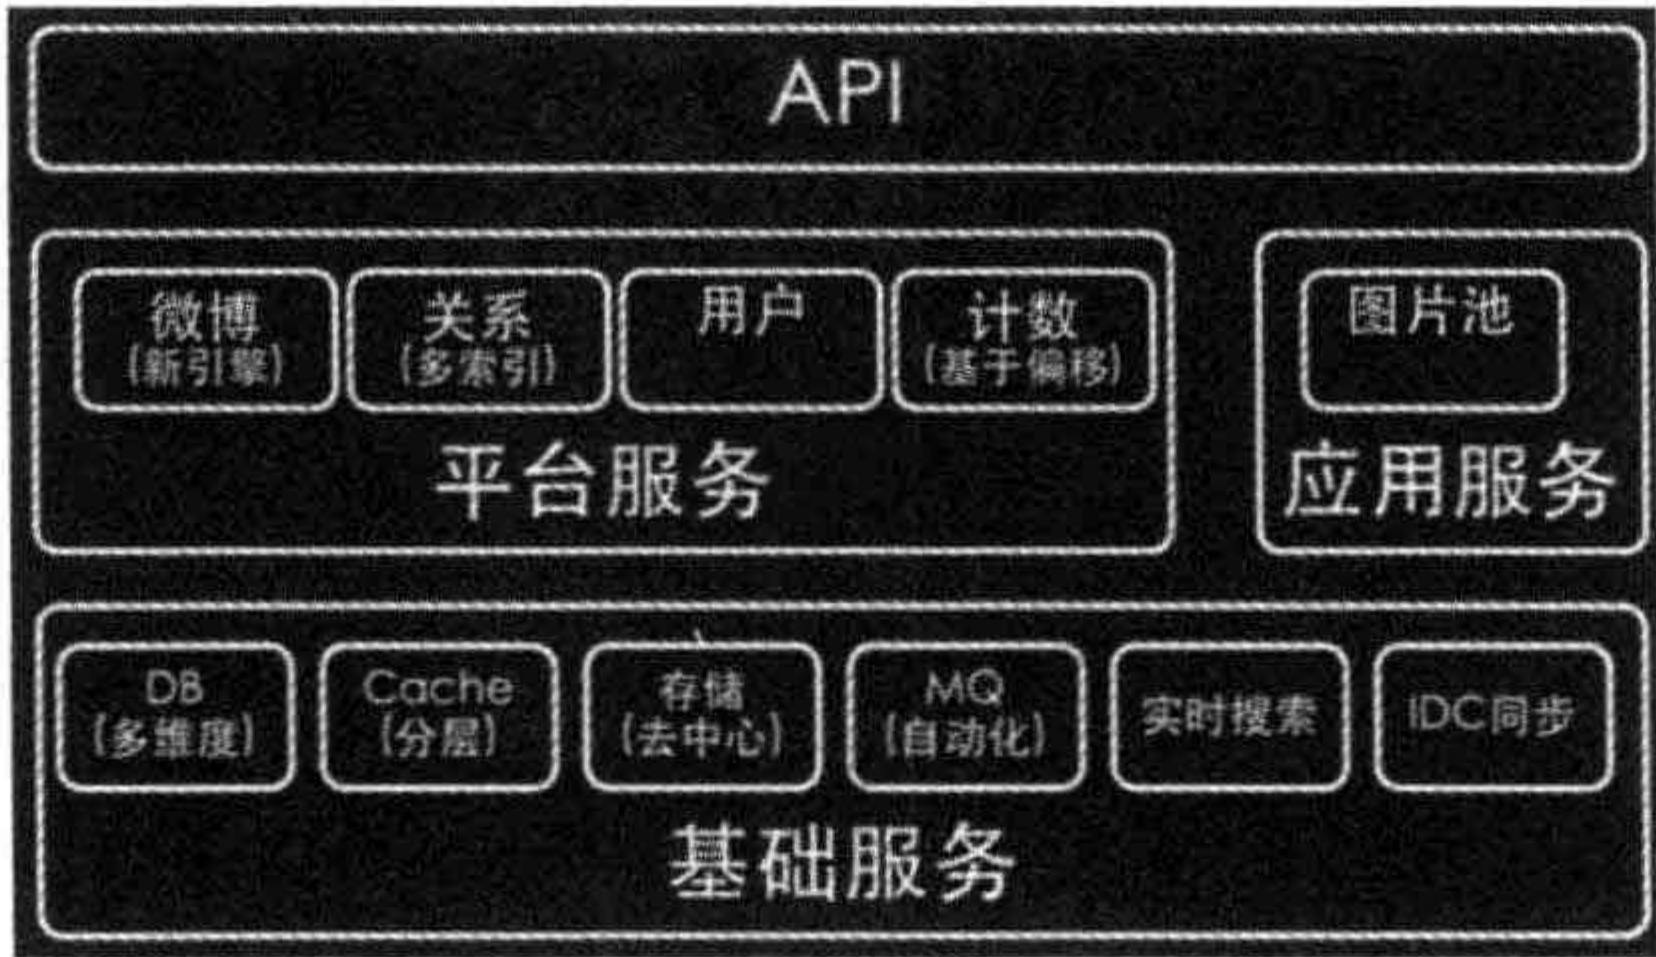 API
微博
(新引擎)
关系
(多索引)
用户
计数
(基于偏移)
平台服务
图片池
应用服务
DB
(多维度)
Cache
(分层)
存储
(去中心)
MQ
(自动化)
实时搜索
IDC同步
基础服务